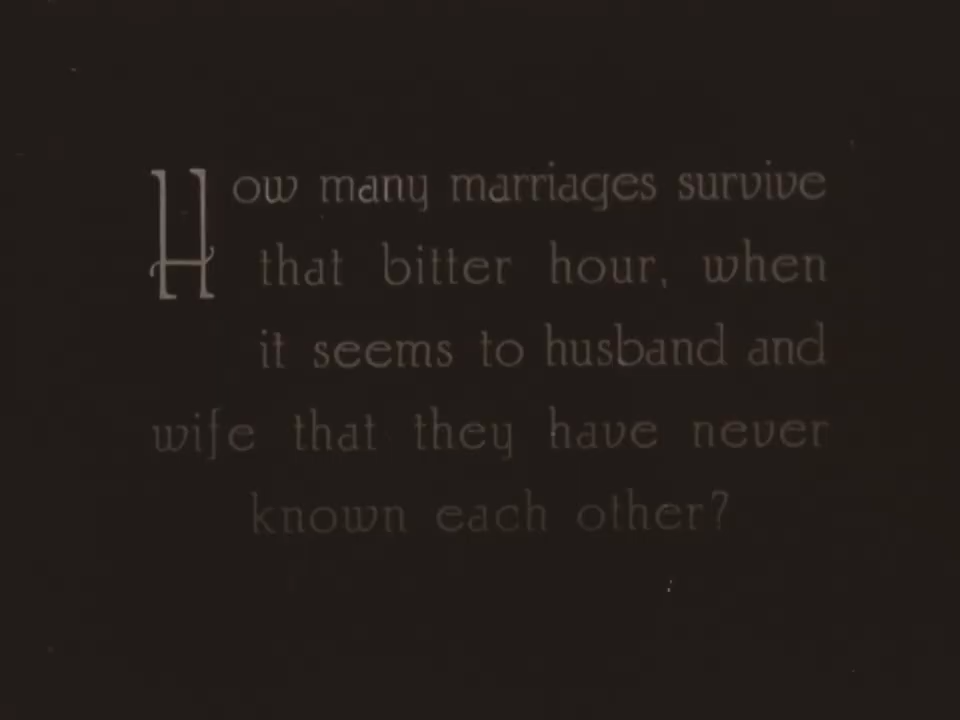 How many marriages survive
that bitter hour, when
it seems to husband and
wife that they have never
known each other?